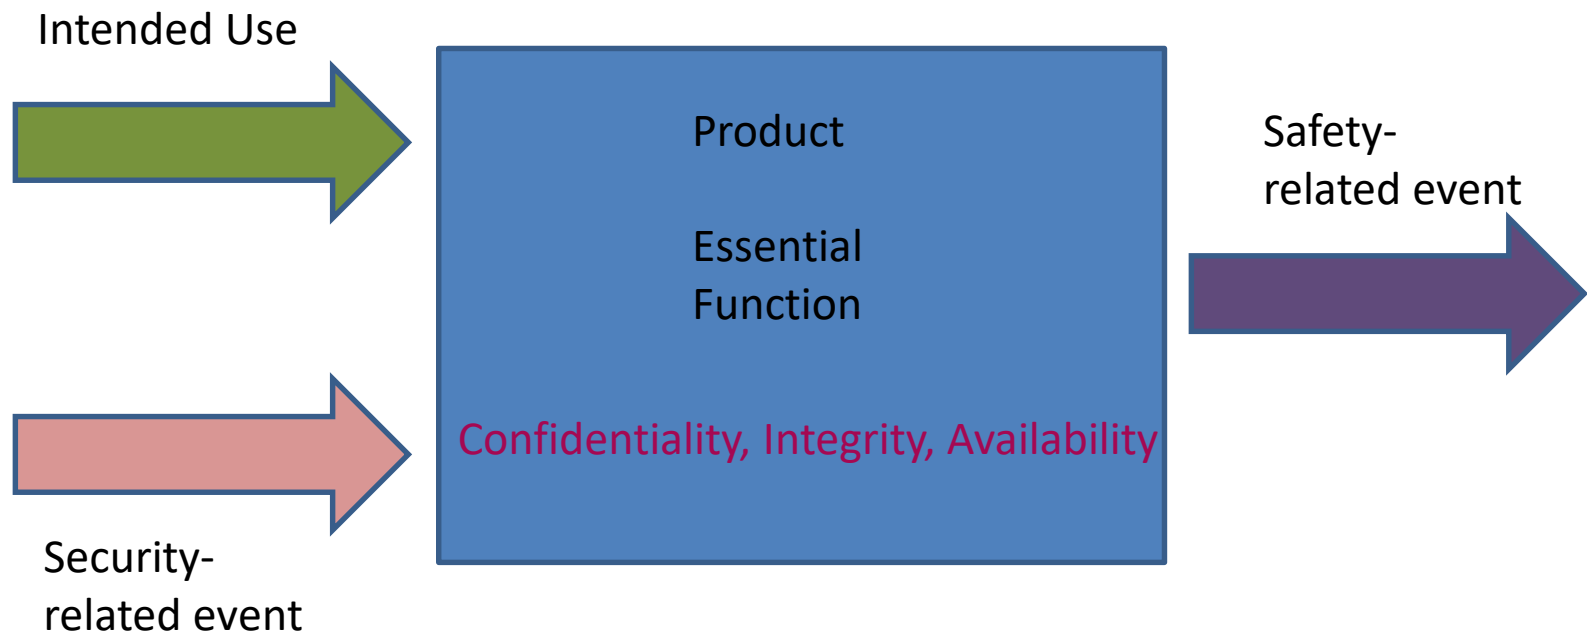 Intended Use
Product
Safety-
related event
Essential
Function
Confidentiality, Integrity, Availability
Security-
related event